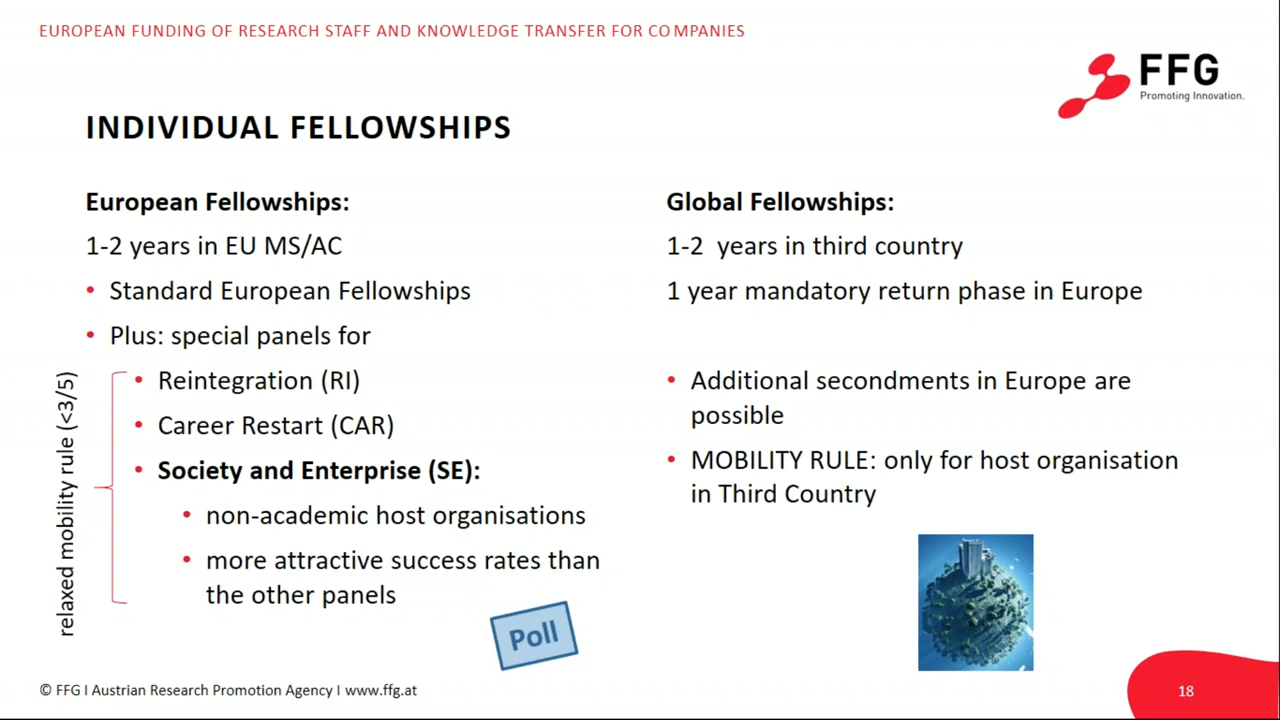 EUROPEAN FUNDING OF RESEARCH STAFF AND KNOWLEDGE TRANSFER FOR COMPANIES
FFG
Promoting Innovation.
INDIVIDUAL FELLOWSHIPS
European Fellowships:
1-2 years in EU MS/AC
• Standard European Fellowships
• Plus: special panels for
relaxed mobility rule (<3/5)
• Reintegration (RI)
• Career Restart (CAR)
• Society and Enterprise (SE):
• non-academic host organisations
• more attractive success rates than
the other panels
Poll
Global Fellowships:
1-2 years in third country
1 year mandatory return phase in Europe
• Additional secondments in Europe are
possible
• MOBILITY RULE: only for host organisation
in Third Country
© FFG I Austrian Research Promotion Agency I www.ffg.at
18